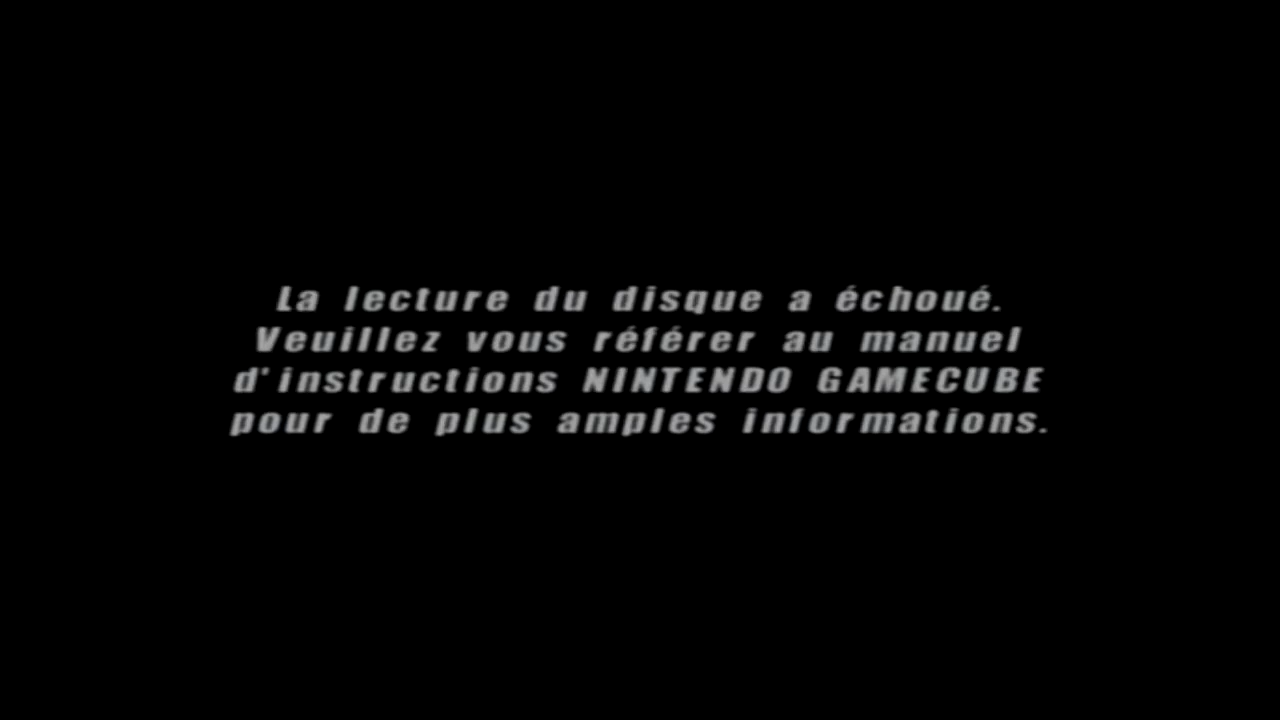 La lecture du disque a échoué.
Veuillez vous référer au manuel
d'instructions NINTENDO GAMECUBE
pour de plus amples informations.